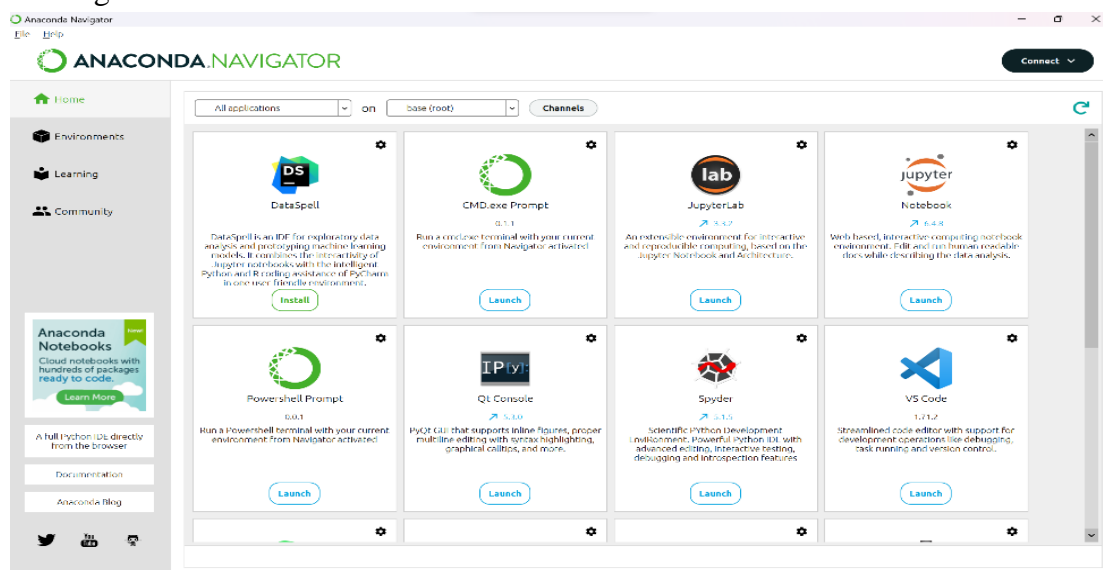 Anaconda Navigator
File Help
ANACONDA.NAVIGATOR
Connect
Home
Environments
Learning
Community
Anaconda
Notebooks
New!
Cloud notebooks with
hundreds of packages
ready to code.
Learn More
A full Python IDE directly
from the browser
Documentation
Anaconda Blog
You
Tube
All applications on base (root) Channels
DS
DataSpell
DataSpell is an IDE for exploratory data
analysis and prototyping machine learning
models. It combines the interactivity of
Jupyter notebooks with the intelligent
Python and R coding assistance of PyCharm
in one user-friendly environment.
Install
CMD.exe Prompt
0.1.1
Run a cmd.exe terminal with your current
environment from Navigator activated
Launch
lab
JupyterLab
3.3.2
An extensible environment for interactive
and reproducible computing, based on the
Jupyter Notebook and Architecture.
Launch
jupyter
Notebook
6.4.8
Web-based, interactive computing notebook
environment. Edit and run human-readable
docs while describing the data analysis.
Launch
Powershell Prompt
0.0.1
Run a Powershell terminal with your current
environment from Navigator activated
Launch
IP[y]:
Qt Console
5.3.0
PyQt GUI that supports inline figures, proper
multiline editing with syntax highlighting,
graphical calltips, and more.
Launch
Spyder
5.1.5
Scientific PYthon Development
EnviRonment. Powerful Python IDE with
advanced editing, interactive testing,
debugging and introspection features
Launch
VS Code
1.71.2
Streamlined code editor with support for
development operations like debugging,
task running and version control.
Launch